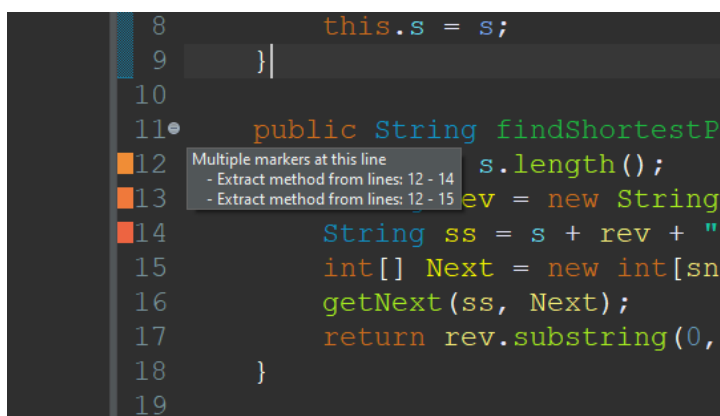 8 this.s = s;
9 }
10
11 public String findShortestP
12 s.length();
Multiple markers at this line
- Extract method from lines: 12 - 14
- Extract method from lines: 12 - 15
13 ev = new String
14 String ss = s + rev + "
15 int[] Next = new int[sn
16 getNext(ss, Next);
17 return rev.substring(0,
18 }
19